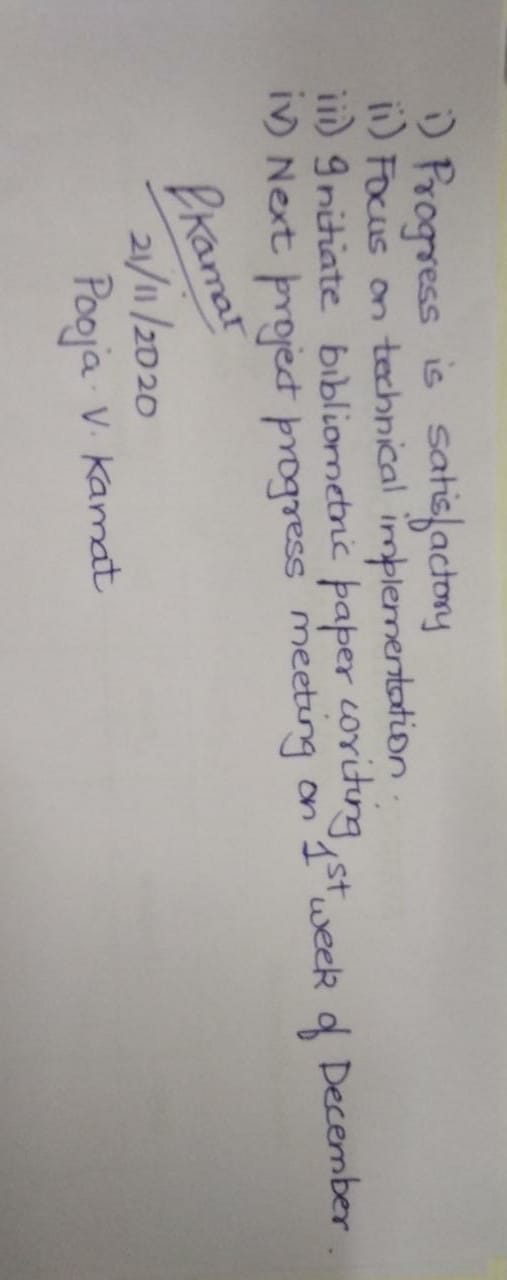 i) Progress is satisfactory
ii) Focus on technical implementation.
iii) Initiate bibliometric paper writing
iv) Next project progress meeting on 1st week of December.
PKamat
21/11/2020
Pooja V. Kamat